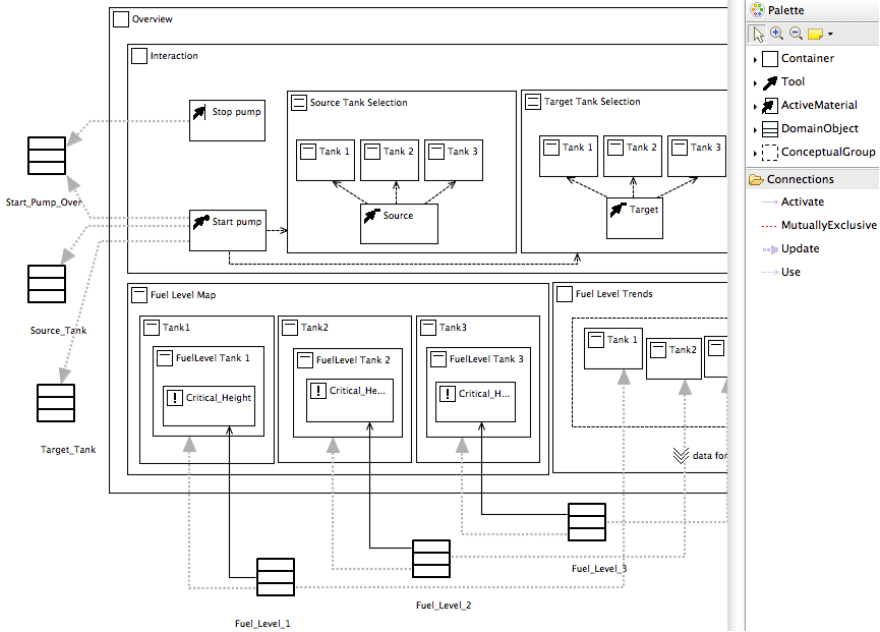 Overview
Interaction
Stop pump
Source Tank Selection
Tank 1
Tank 2
Tank 3
Source
Target Tank Selection
Tank 1
Tank 2
Tank 3
Target
Start pump
Start_Pump_Over
Source_Tank
Target_Tank
Fuel Level Map
Tank1
FuelLevel Tank 1
Critical_Height
Tank2
FuelLevel Tank 2
Critical_He...
Tank3
FuelLevel Tank 3
Critical_H...
Fuel Level Trends
Tank 1
Tank2
data for
Fuel_Level_1
Fuel_Level_2
Fuel_Level_3
Palette
Container
Tool
ActiveMaterial
DomainObject
ConceptualGroup
Connections
Activate
MutuallyExclusive
Update
Use